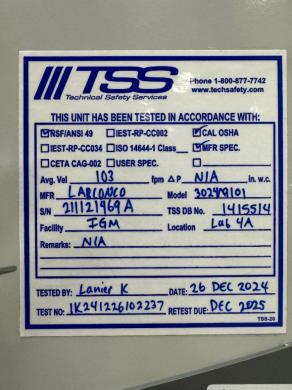 TSS
Phone 1-800-877-7742
Technical Safety Services www.techsafety.com
THIS UNIT HAS BEEN TESTED IN ACCORDANCE WITH:
NSF/ANSI 49 IEST-RP-CC002 CAL OSHA
IEST-RP-CC034 ISO 14644-1 Class MFR SPEC.
CETA CAG-002 USER SPEC.
Avg. Vel 103 fpm Δ P N/A in. w.c.
MFR LABCONCO Model 302419101
S/N 211121969A TSS DB No. 1415514
Facility IGM Location Lab 4A
Remarks: N/A
TESTED BY: Lanier K DATE: 26 DEC 2024
TEST NO: 1K241226102237 RETEST DUE: DEC 2025
TSS-20